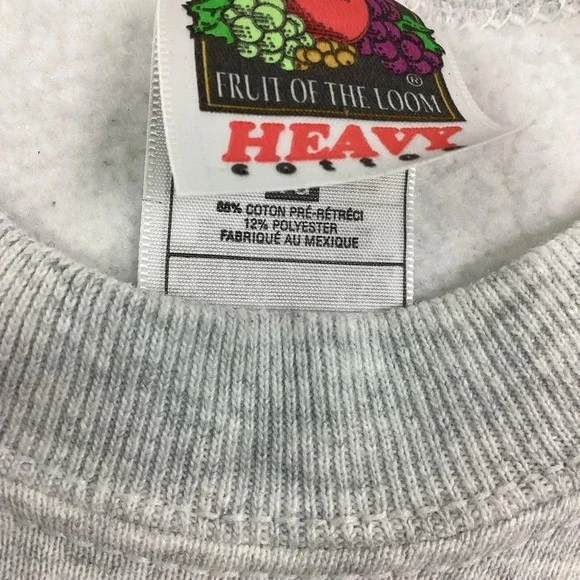 FRUIT OF THE LOOM®
HEAVY
88% COTON PRÉ-RÉTRÉCI
12% POLYESTER
FABRIQUÉ AU MEXIQUE